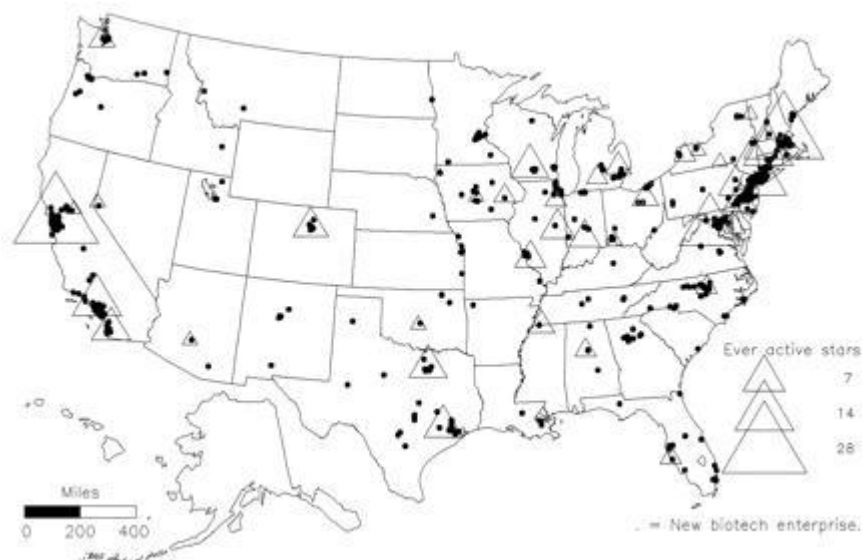 Ever active stars
7
14
28
Miles
0 200 400
. = New biotech enterprise.